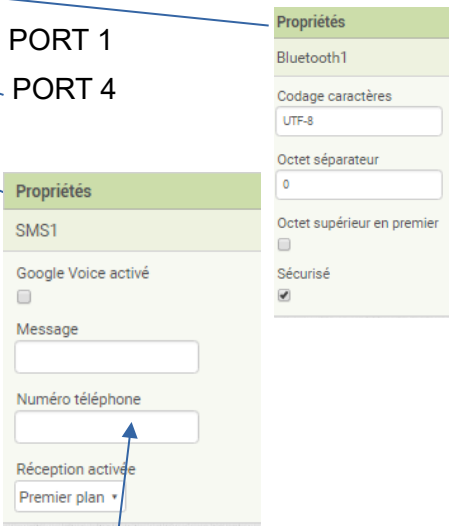 PORT 1
PORT 4
Propriétés
Bluetooth1
Codage caractères
UTF-8
Octet séparateur
0
Octet supérieur en premier
Sécurisé
Propriétés
SMS1
Google Voice activé
Message
Numéro téléphone
Réception activée
Premier plan